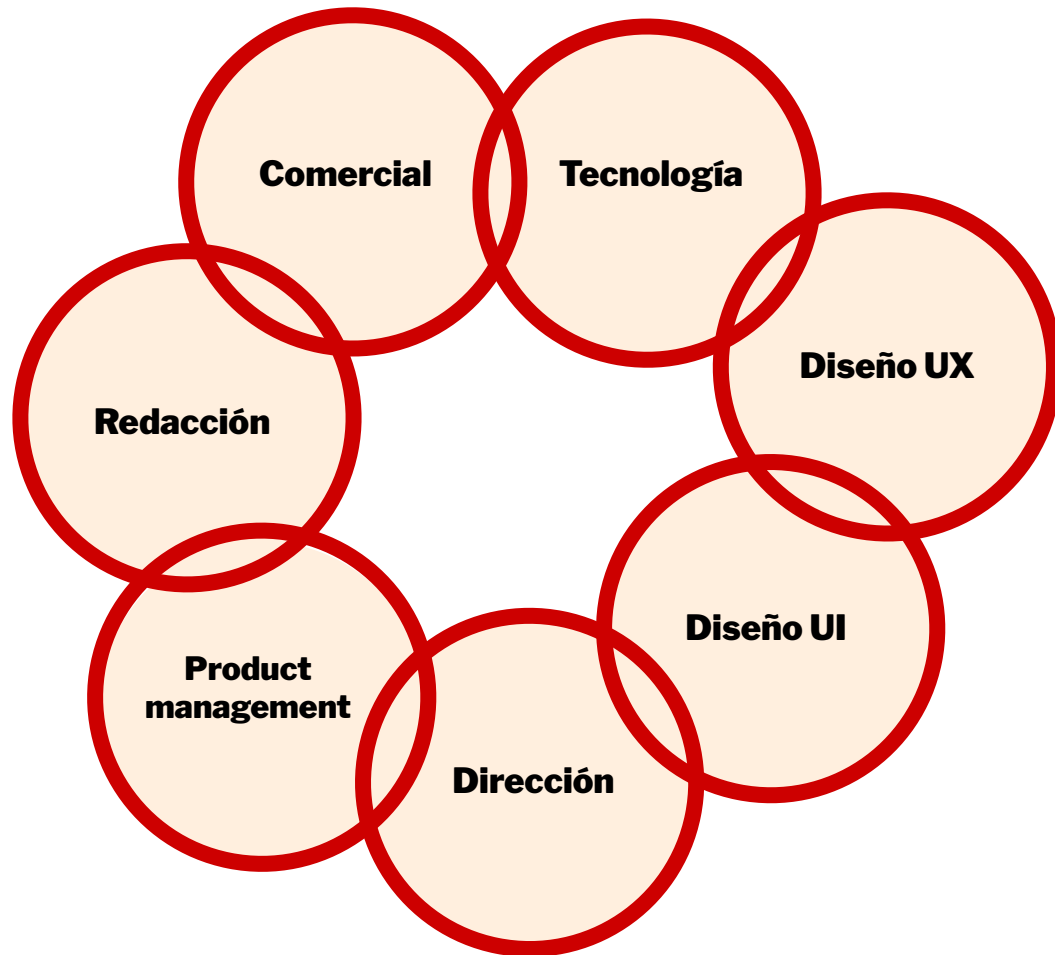 Comercial
Tecnología
Diseño UX
Redacción
Diseño UI
Product
management
Dirección